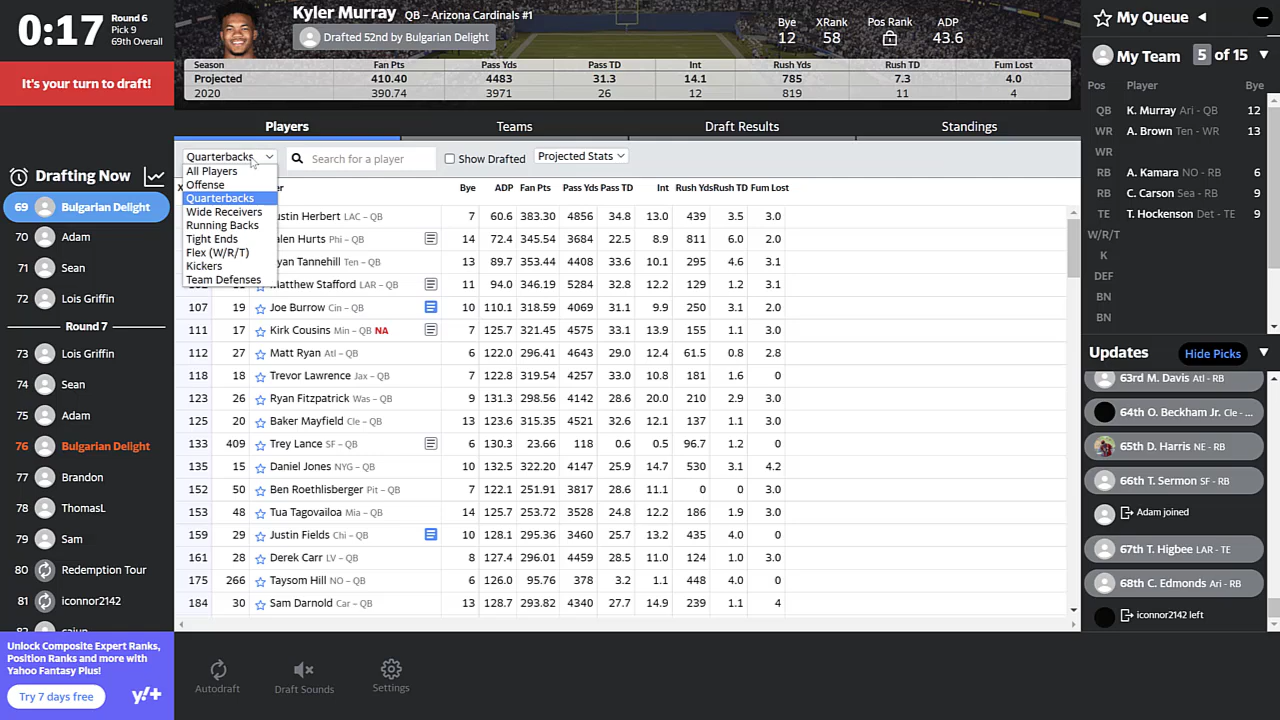 0:17
Round 6
Pick 9
69th Overall
It's your turn to draft!
Drafting Now
69 Bulgarian Delight
70 Adam
71 Sean
72 Lois Griffin
Round 7
73 Lois Griffin
74 Sean
75 Adam
76 Bulgarian Delight
77 Brandon
78 ThomasL
79 Sam
80 Redemption Tour
81 iconnor2142
Unlock Composite Expert Ranks,
Position Ranks and more with
Yahoo Fantasy Plus!
Try 7 days free
y!+
Kyler Murray QB – Arizona Cardinals #1
Drafted 52nd by Bulgarian Delight
Bye XRank Pos Rank ADP
12 58 43.6
Season Fan Pts Pass Yds Pass TD Int Rush Yds Rush TD Fum Lost
Projected 410.40 4483 31.3 14.1 785 7.3 4.0
2020 390.74 3971 26 12 819 11 4
Players Teams Draft Results Standings
Quarterbacks Search for a player Show Drafted Projected Stats
All Players
Offense
Quarterbacks
Wide Receivers
Running Backs
Tight Ends
Flex (W/R/T)
Kickers
Team Defenses
Bye ADP Fan Pts Pass Yds Pass TD Int Rush Yds Rush TD Fum Lost
ustin Herbert LAC – QB 7 60.6 383.30 4856 34.8 13.0 439 3.5 3.0
alen Hurts Phi – QB 14 72.4 345.54 3684 22.5 8.9 811 6.0 2.0
yan Tannehill Ten – QB 13 89.7 353.44 4408 33.6 10.1 295 4.6 3.1
Matthew Stafford LAR – QB 11 94.0 346.19 5284 32.8 12.2 129 1.2 3.1
107 19 Joe Burrow Cin – QB 10 110.1 318.59 4069 31.1 9.9 250 3.1 2.0
111 17 Kirk Cousins Min – QB NA 7 125.7 321.45 4575 33.1 13.9 155 1.1 3.0
112 27 Matt Ryan Atl – QB 6 122.0 296.41 4643 29.0 12.4 61.5 0.8 2.8
118 18 Trevor Lawrence Jax – QB 7 122.8 319.54 4257 33.0 10.8 181 1.6 0
123 26 Ryan Fitzpatrick Was – QB 9 131.3 298.56 4142 28.6 20.0 210 2.9 3.0
125 20 Baker Mayfield Cle – QB 13 123.6 315.35 4521 32.6 12.1 137 1.1 3.0
133 409 Trey Lance SF – QB 6 130.3 23.66 118 0.6 0.5 96.7 1.2 0
135 15 Daniel Jones NYG – QB 10 132.5 322.20 4147 25.9 14.7 530 3.1 4.2
152 50 Ben Roethlisberger Pit – QB 7 122.1 251.91 3817 28.6 11.1 0 0 3.0
153 48 Tua Tagovailoa Mia – QB 14 125.7 253.72 3528 24.8 12.2 186 1.9 3.0
159 29 Justin Fields Chi – QB 10 128.1 295.36 3460 25.7 13.2 435 4.0 0
161 28 Derek Carr LV – QB 8 127.4 296.01 4459 28.5 11.0 124 1.0 3.0
175 266 Taysom Hill NO – QB 6 126.0 95.76 378 3.2 1.1 448 4.0 0
184 30 Sam Darnold Car – QB 13 128.7 293.82 4340 27.7 14.9 239 1.1 4
Autodraft Draft Sounds Settings
My Queue
My Team 5 of 15
Pos Player Bye
QB K. Murray Ari - QB 12
WR A. Brown Ten - WR 13
WR
RB A. Kamara NO - RB 6
RB C. Carson Sea - RB 9
TE T. Hockenson Det - TE 9
W/R/T
K
DEF
BN
BN
Updates Hide Picks
63rd M. Davis Atl - RB
64th O. Beckham Jr. Cle - ...
65th D. Harris NE - RB
66th T. Sermon SF - RB
Adam joined
67th T. Higbee LAR - TE
68th C. Edmonds Ari - RB
iconnor2142 left